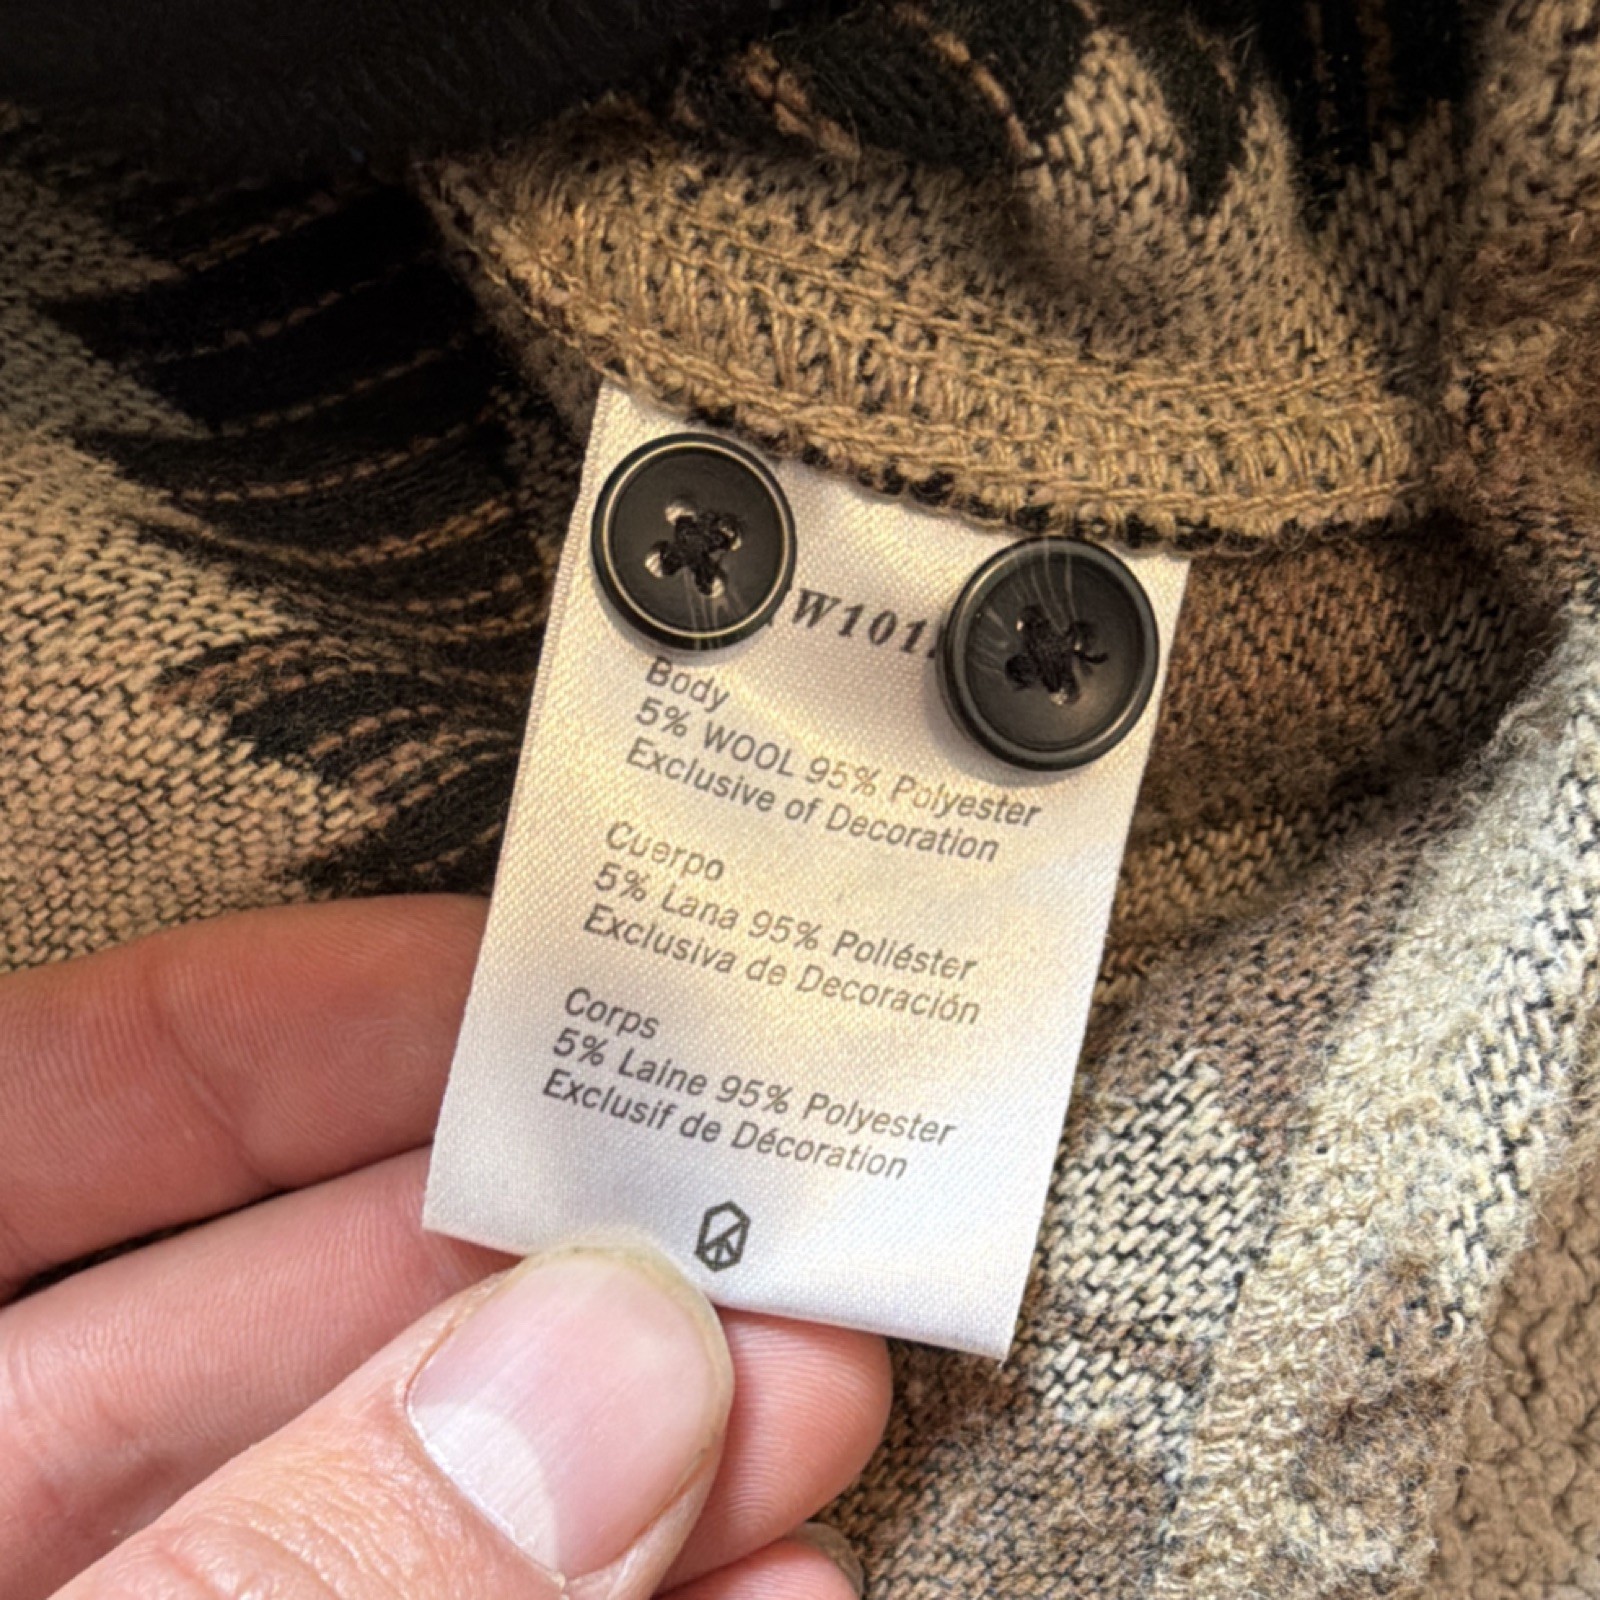 W101
Body
5% WOOL 95% Polyester
Exclusive of Decoration
Cuerpo
5% Lana 95% Poliéster
Exclusiva de Decoración
Corps
5% Laine 95% Polyester
Exclusif de Décoration